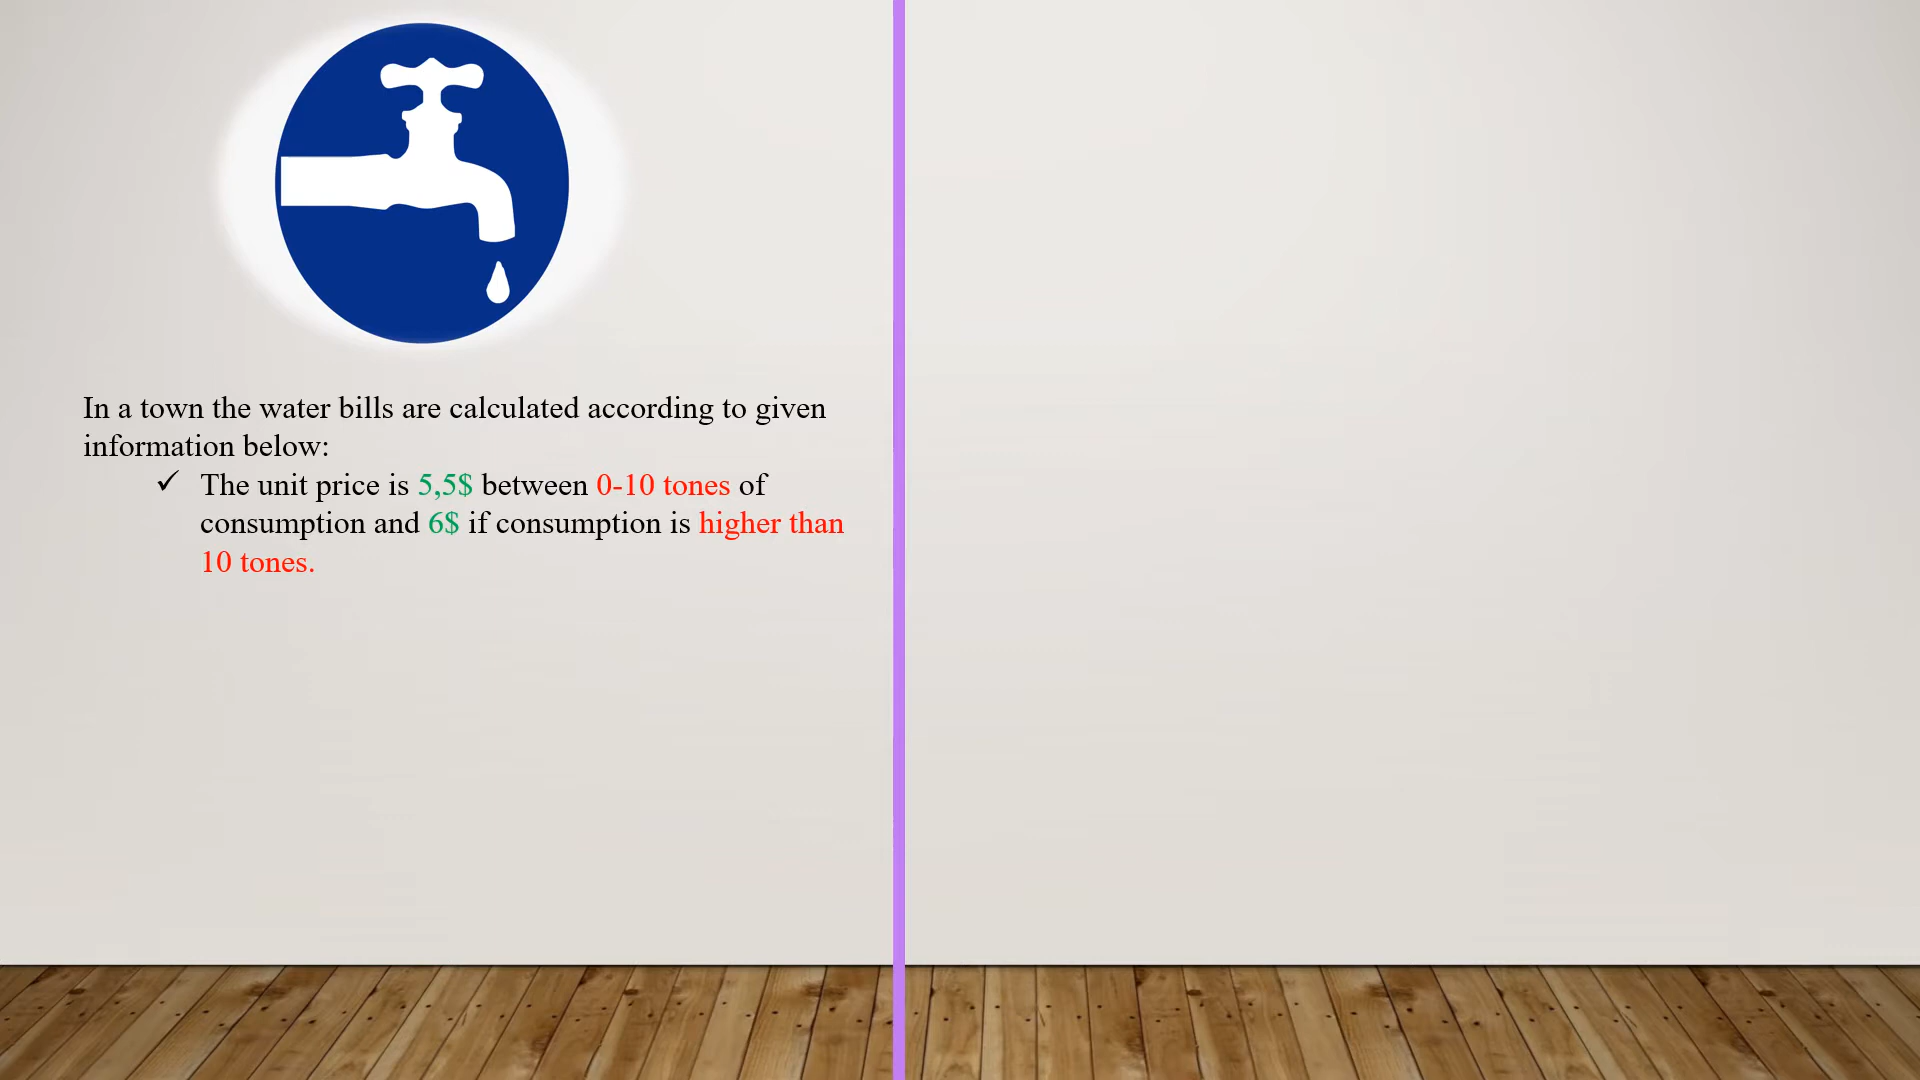 In a town the water bills are calculated according to given
information below:
✓ The unit price is 5,5$ between 0-10 tones of
consumption and 6$ if consumption is higher than
10 tones.